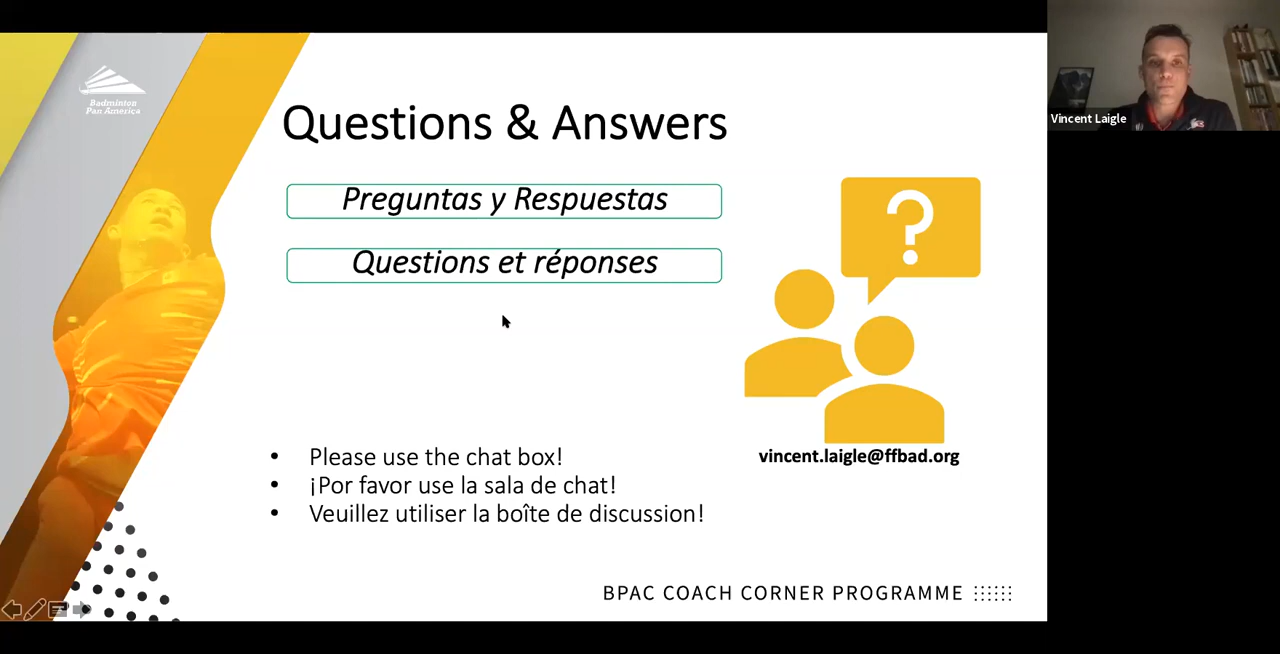 Badminton
Pan America
Questions & Answers
Preguntas y Respuestas
Questions et réponses
?
vincent.laigle@ffbad.org
• Please use the chat box!
• ¡Por favor use la sala de chat!
• Veuillez utiliser la boîte de discussion!
BPAC COACH CORNER PROGRAMME
Vincent Laigle